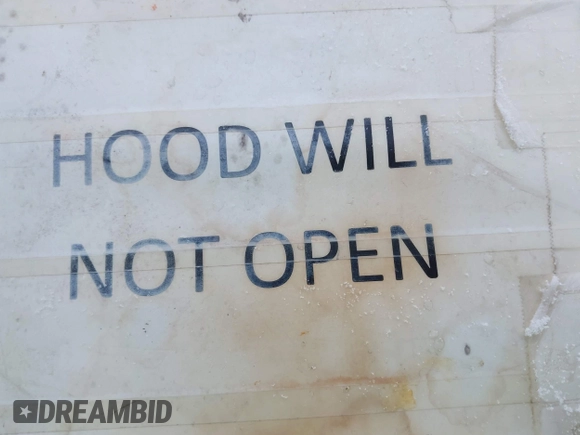 HOOD WILL
NOT OPEN
DREAMBID